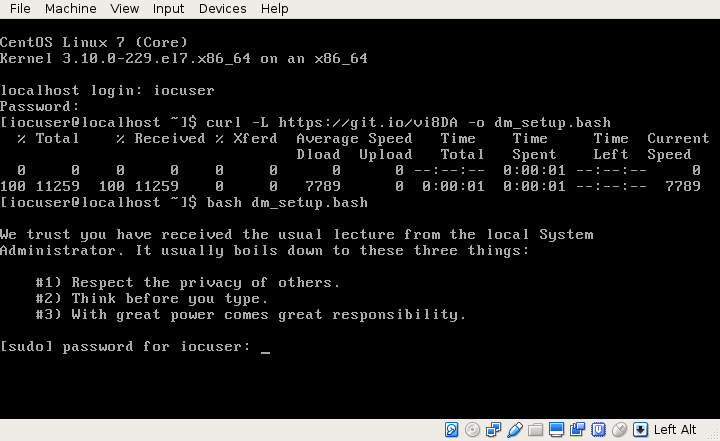 File Machine View Input Devices Help
CentOS Linux 7 (Core)
Kernel 3.10.0-229.el7.x86_64 on an x86_64
localhost login: iocuser
Password:
[iocuser@localhost ~]$ curl -L https://git.io/vi8DA -o dm_setup.bash
  % Total    % Received % Xferd  Average Speed   Time    Time     Time  Current
                                 Dload  Upload   Total   Spent    Left  Speed
  0     0    0     0    0     0      0      0 --:--:--  0:00:01 --:--:--     0
100 11259  100 11259    0     0   7789      0  0:00:01  0:00:01 --:--:--  7789
[iocuser@localhost ~]$ bash dm_setup.bash
We trust you have received the usual lecture from the local System
Administrator. It usually boils down to these three things:
    #1) Respect the privacy of others.
    #2) Think before you type.
    #3) With great power comes great responsibility.
[sudo] password for iocuser: _
Left Alt